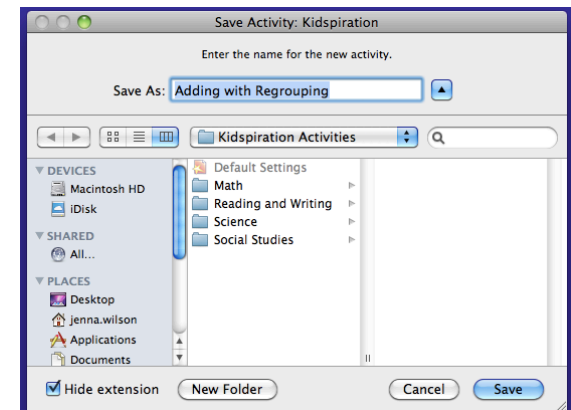 Save Activity: Kidspiration
Enter the name for the new activity.
Save As: Adding with Regrouping
Kidspiration Activities
DEVICES
Macintosh HD
iDisk
SHARED
All...
PLACES
Desktop
jenna.wilson
Applications
Documents
Default Settings
Math
Reading and Writing
Science
Social Studies
Hide extension New Folder Cancel Save